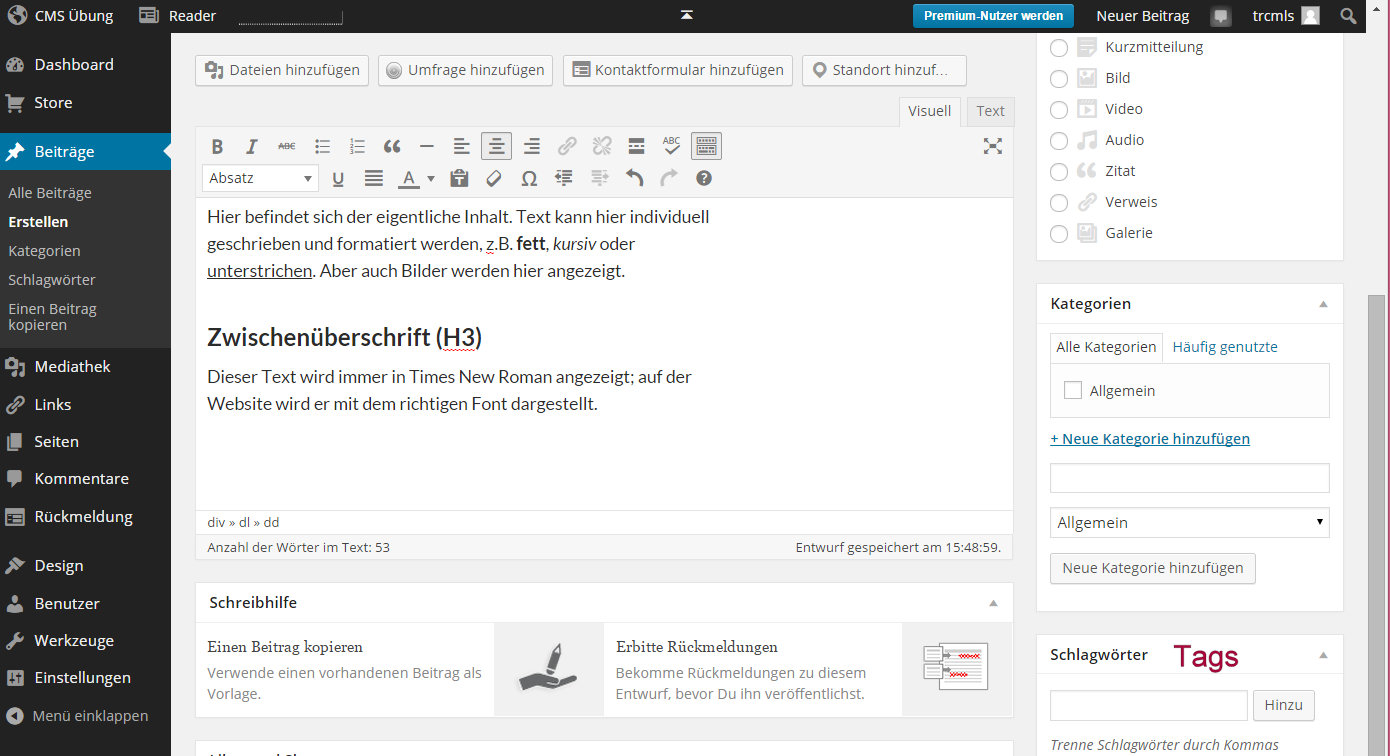 CMS Übung
Reader
Premium-Nutzer werden
Neuer Beitrag
trcmls
Dashboard
Store
Beiträge
Alle Beiträge
Erstellen
Kategorien
Schlagwörter
Einen Beitrag
kopieren
Mediathek
Links
Seiten
Kommentare
Rückmeldung
Design
Benutzer
Werkzeuge
Einstellungen
Menü einklappen
Dateien hinzufügen
Umfrage hinzufügen
Kontaktformular hinzufügen
Standort hinzuf...
Visuell
Text
B I ABC ABC
Absatz
U A Ω
Hier befindet sich der eigentliche Inhalt. Text kann hier individuell
geschrieben und formatiert werden, z.B. fett, kursiv oder
unterstrichen. Aber auch Bilder werden hier angezeigt.
Zwischenüberschrift (H3)
Dieser Text wird immer in Times New Roman angezeigt; auf der
Website wird er mit dem richtigen Font dargestellt.
div » dl » dd
Anzahl der Wörter im Text: 53
Entwurf gespeichert am 15:48:59.
Schreibhilfe
Einen Beitrag kopieren
Verwende einen vorhandenen Beitrag als
Vorlage.
Erbitte Rückmeldungen
Bekomme Rückmeldungen zu diesem
Entwurf, bevor Du ihn veröffentlichst.
Kurzmitteilung
Bild
Video
Audio
Zitat
Verweis
Galerie
Kategorien
Alle Kategorien
Häufig genutzte
Allgemein
+ Neue Kategorie hinzufügen
Allgemein
Neue Kategorie hinzufügen
Schlagwörter
Tags
Hinzu
Trenne Schlagwörter durch Kommas